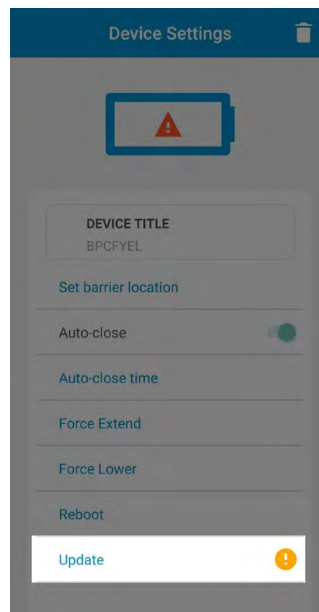 Device Settings
DEVICE TITLE
BPCFYEL
Set barrier location
Auto-close
Auto-close time
Force Extend
Force Lower
Reboot
Update